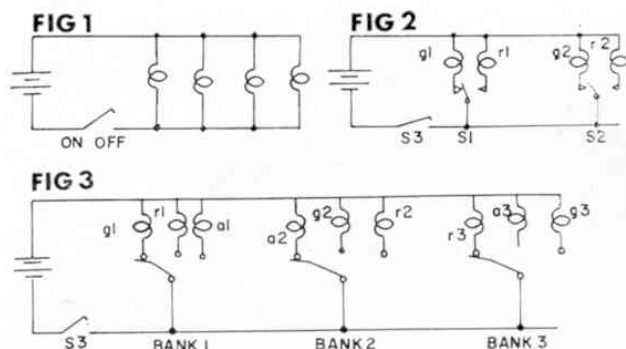 FIG 1
FIG 2
g1 r1 g2 r2
ON OFF
S3 S1 S2
FIG 3
g1 r1 a1 a2 g2 r2 r3 a3 g3
S3 BANK 1 BANK 2 BANK 3